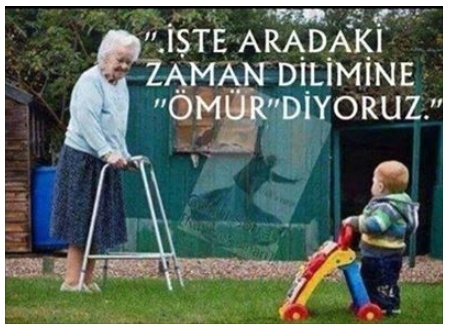 ".İŞTE ARADAKİ
ZAMAN DİLİMİNE
"ÖMÜR"DİYORUZ."